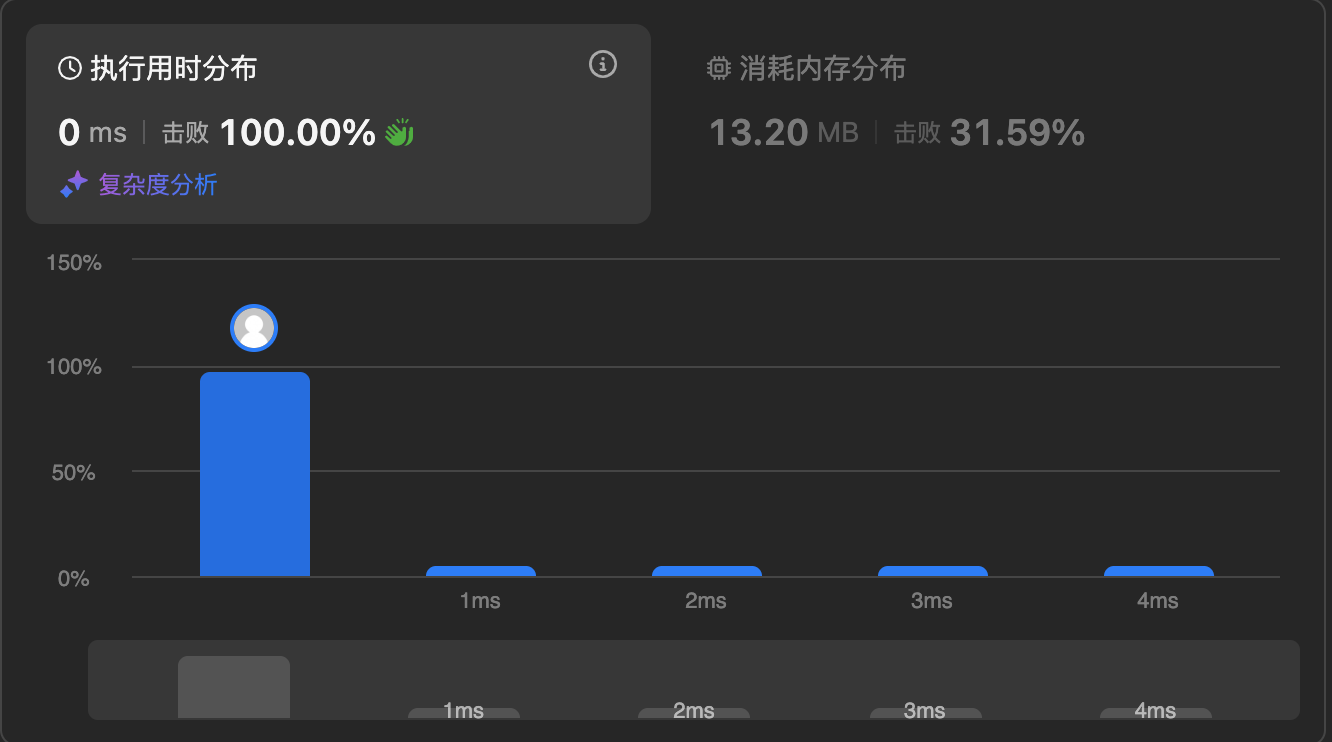 执行用时分布
0 ms | 击败 100.00%
复杂度分析
消耗内存分布
13.20 MB | 击败 31.59%
150%
100%
50%
0%
1ms 2ms 3ms 4ms
1ms 2ms 3ms 4ms